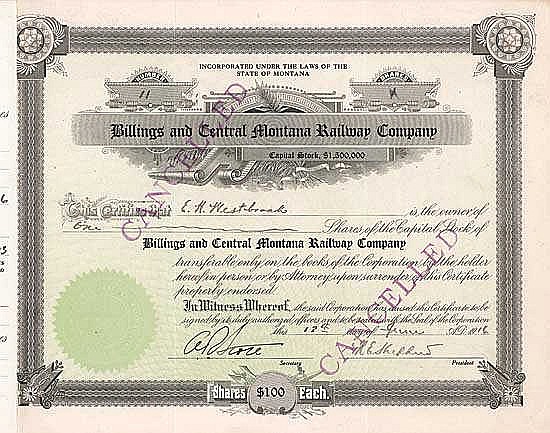 INCORPORATED UNDER THE LAWS OF THE
STATE OF MONTANA
NUMBER
11
SHARES
Billings and Central Montana Railway Company
Capital Stock, $1,500,000
CANCELLED
This Certifies that E. H. Westbrook is the owner of
One Shares of the Capital Stock of
Billings and Central Montana Railway Company
transferable only on the books of the Corporation by the holder
hereof in person or by Attorney upon surrender of this Certificate
properly endorsed.
In Witness Whereof, the said Corporation has caused this Certificate to be
signed by its duly authorized officers and to be sealed with the Seal of the Corporation
this 12th day of June A.D. 1916
CANCELLED
Secretary
President
Shares $100 Each.